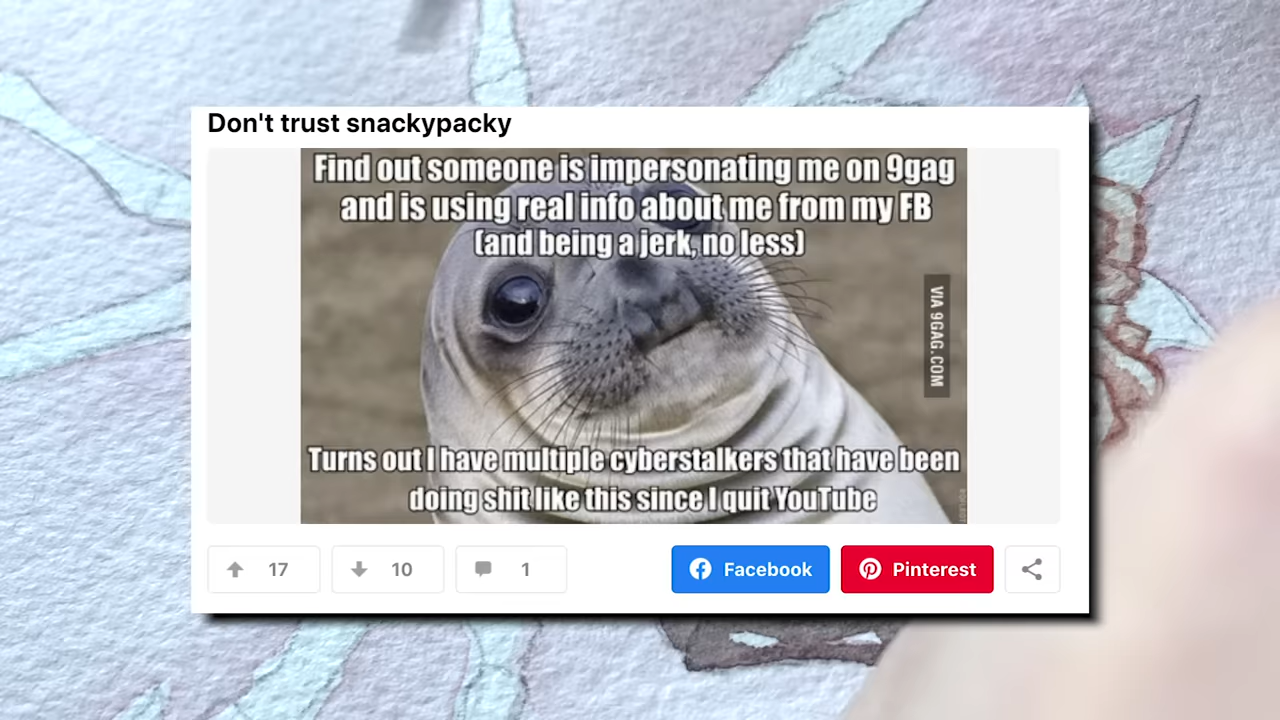 Don't trust snackypacky
Find out someone is impersonating me on 9gag
and is using real info about me from my FB
(and being a jerk, no less)
VIA 9GAG.COM
Turns out I have multiple cyberstalkers that have been
doing shit like this since I quit YouTube
17
10
1
Facebook
Pinterest